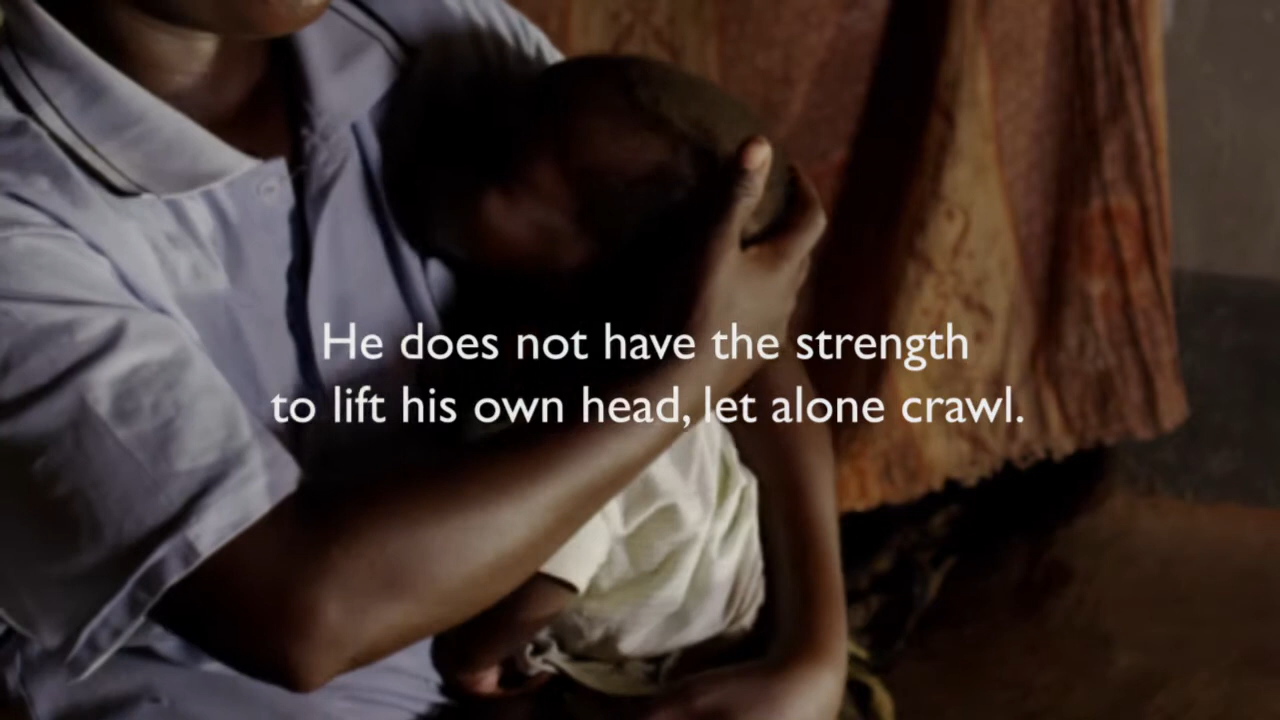 He does not have the strength
to lift his own head, let alone crawl.